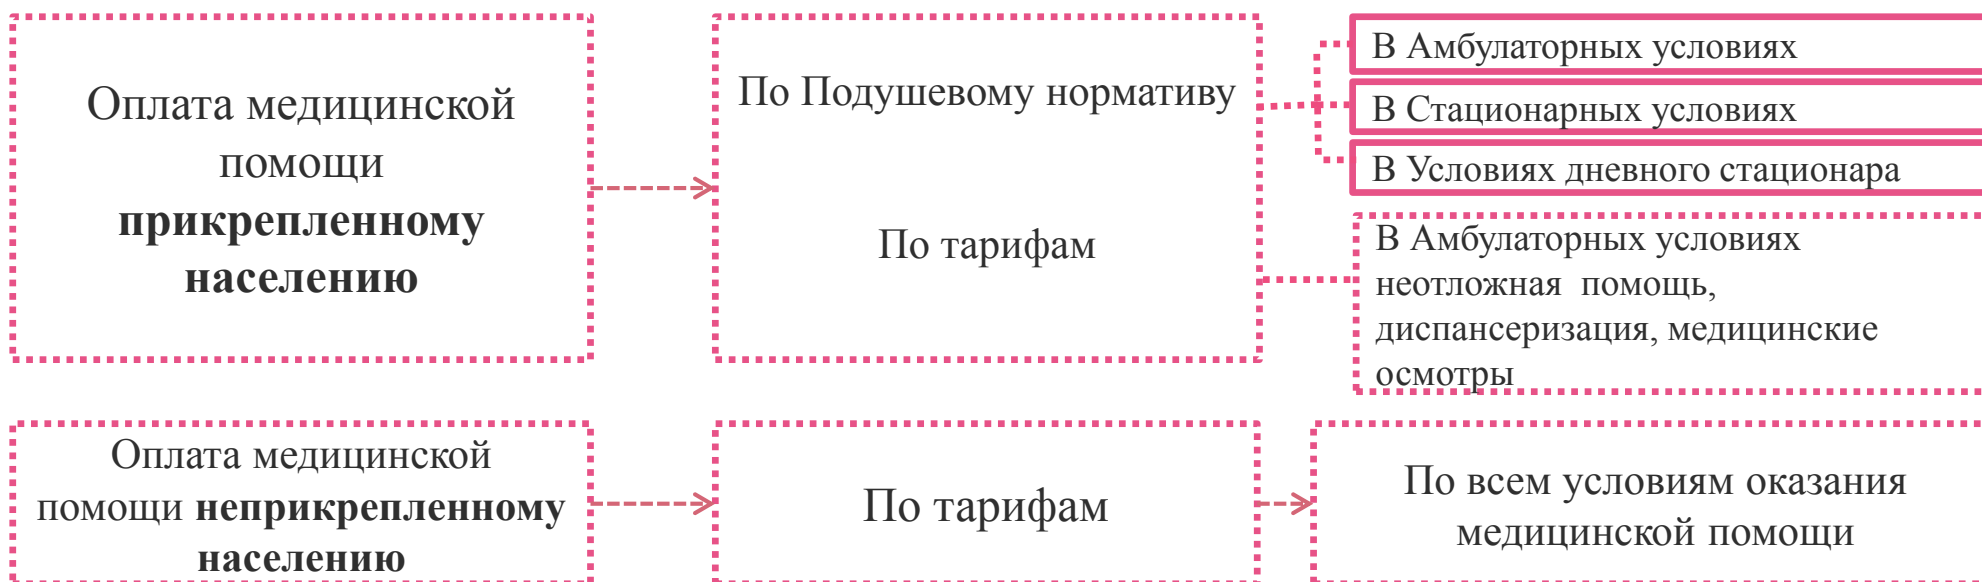 Оплата медицинской
помощи
прикрепленному
населению
По Подушевому нормативу
По тарифам
В Амбулаторных условиях
В Стационарных условиях
В Условиях дневного стационара
В Амбулаторных условиях
неотложная помощь,
диспансеризация, медицинские
осмотры
Оплата медицинской
помощи неприкрепленному
населению
По тарифам
По всем условиям оказания
медицинской помощи